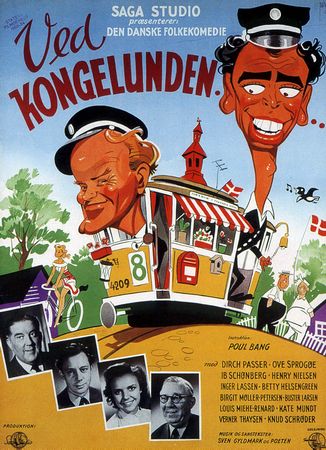 SAGA STUDIO
præsenterer:
DEN DANSKE FOLKEKOMEDIE
Ved
KONGELUNDEN..
8
4209
Instruktion:
POUL BANG
med: DIRCH PASSER - OVE SPROGØE
IB SCHØNBERG - HENRY NIELSEN
INGER LASSEN - BETTY HELSENGREEN
BIRGIT MØLLER-PETERSEN - BUSTER LARSEN
LOUIS MIEHE-RENARD - KATE MUNDT
VERNER THAYSEN - KNUD SCHRØDER
MUSIK OG SANGTEKSTER:
SVEN GYLDMARK OG POETEN
PRODUKTION:
UDLEJNING: